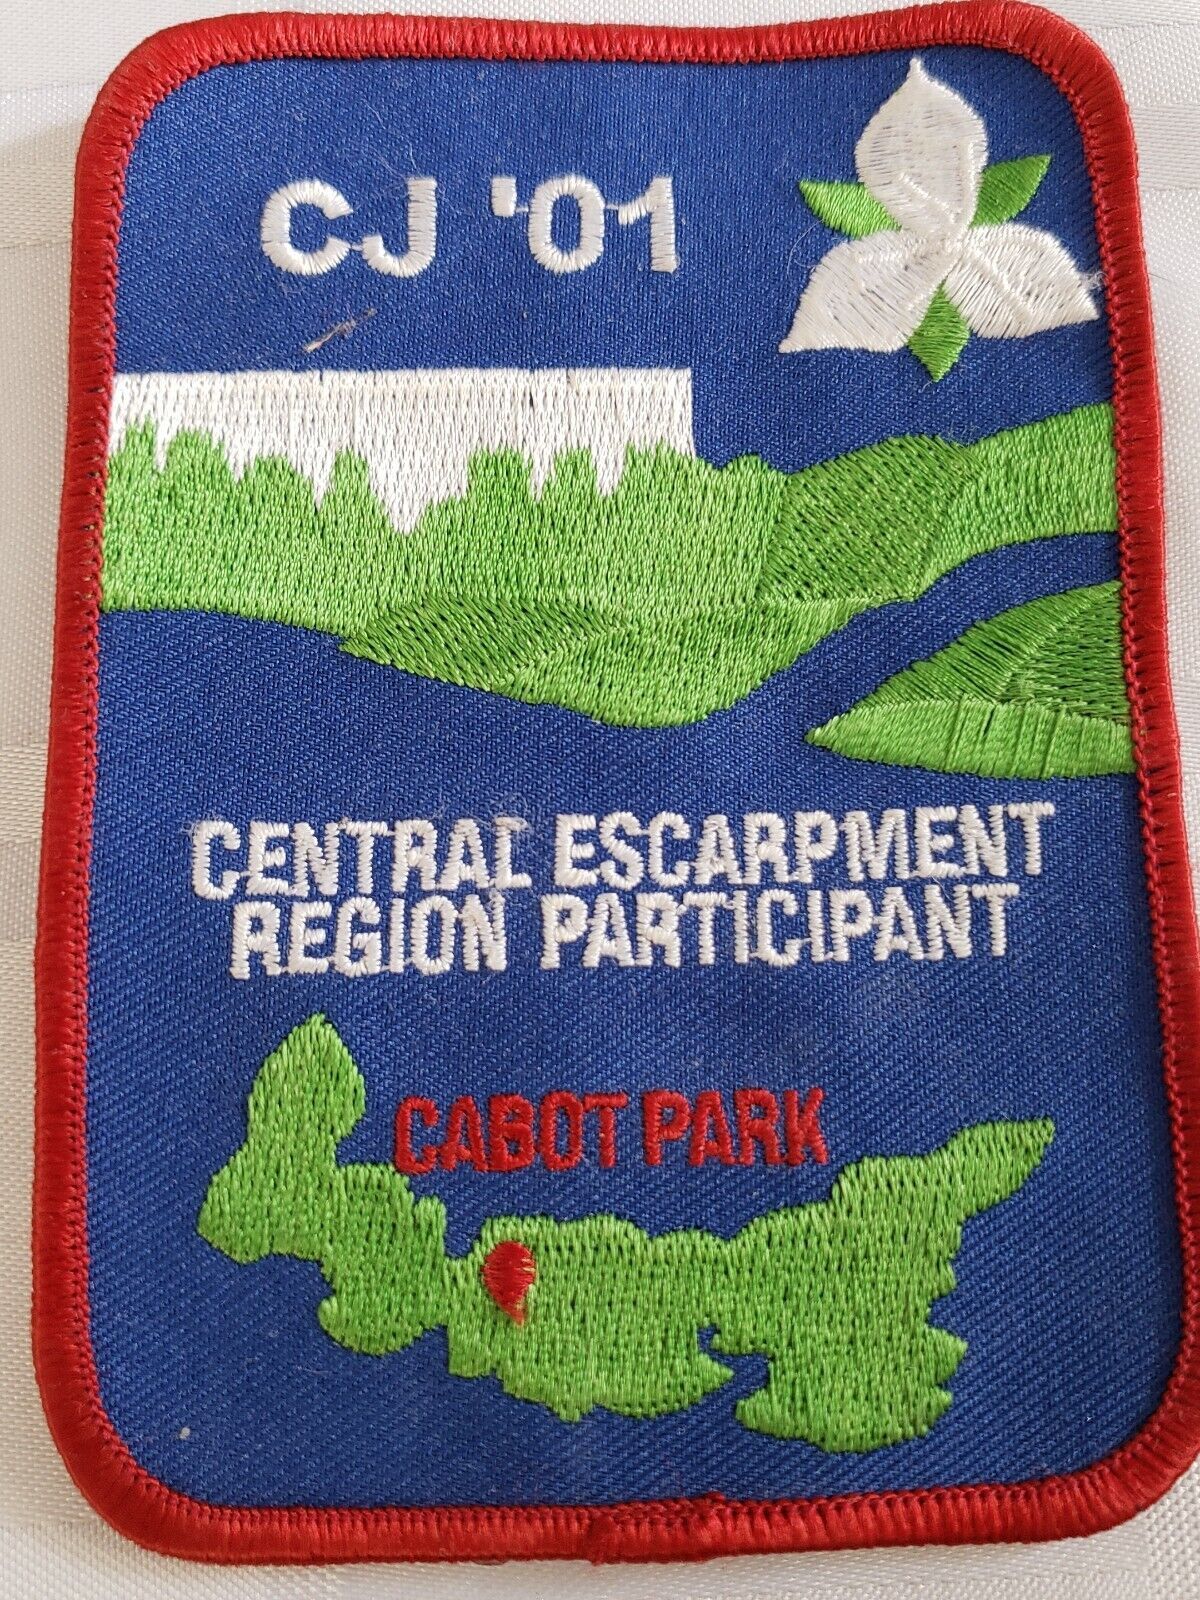 CJ '01
CENTRAL ESCARPMENT
REGION PARTICIPANT
CABOT PARK